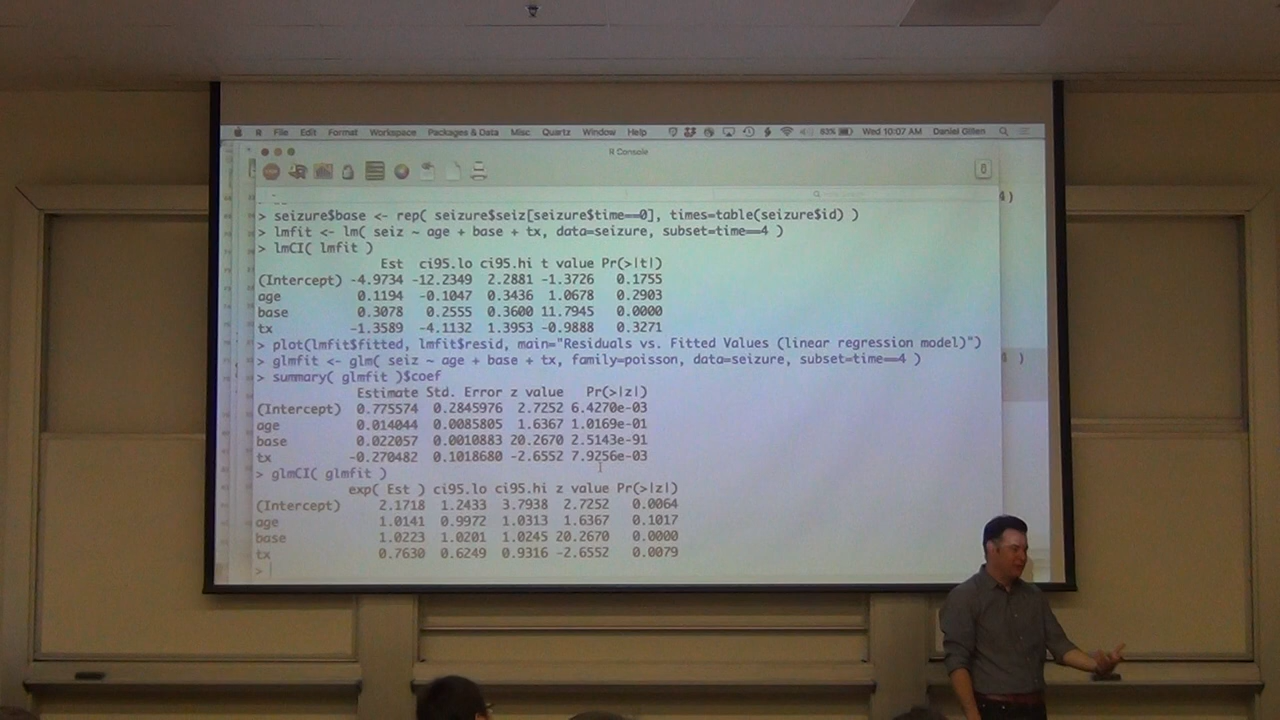 R File Edit Format Workspace Packages & Data Misc Quartz Window Help 83% Wed 10:07 AM Daniel Gillen
R Console
> seizure$base <- rep( seizure$seiz[seizure$time==0], times=table(seizure$id) )
> lmfit <- lm( seiz ~ age + base + tx, data=seizure, subset=time==4 )
> lmCI( lmfit )
Est ci95.lo ci95.hi t value Pr(>|t|)
(Intercept) -4.9734 -12.2349 2.2881 -1.3726 0.1755
age 0.1194 -0.1047 0.3436 1.0678 0.2903
base 0.3078 0.2555 0.3600 11.7945 0.0000
tx -1.3589 -4.1132 1.3953 -0.9888 0.3271
> plot(lmfit$fitted, lmfit$resid, main="Residuals vs. Fitted Values (linear regression model)")
> glmfit <- glm( seiz ~ age + base + tx, family=poisson, data=seizure, subset=time==4 )
> summary( glmfit )$coef
Estimate Std. Error z value Pr(>|z|)
(Intercept) 0.775574 0.2845976 2.7252 6.4270e-03
age 0.014044 0.0085805 1.6367 1.0169e-01
base 0.022057 0.0010883 20.2670 2.5143e-91
tx -0.270482 0.1018680 -2.6552 7.9256e-03
> glmCI( glmfit )
exp( Est ) ci95.lo ci95.hi z value Pr(>|z|)
(Intercept) 2.1718 1.2433 3.7938 2.7252 0.0064
age 1.0141 0.9972 1.0313 1.6367 0.1017
base 1.0223 1.0201 1.0245 20.2670 0.0000
tx 0.7630 0.6249 0.9316 -2.6552 0.0079
>